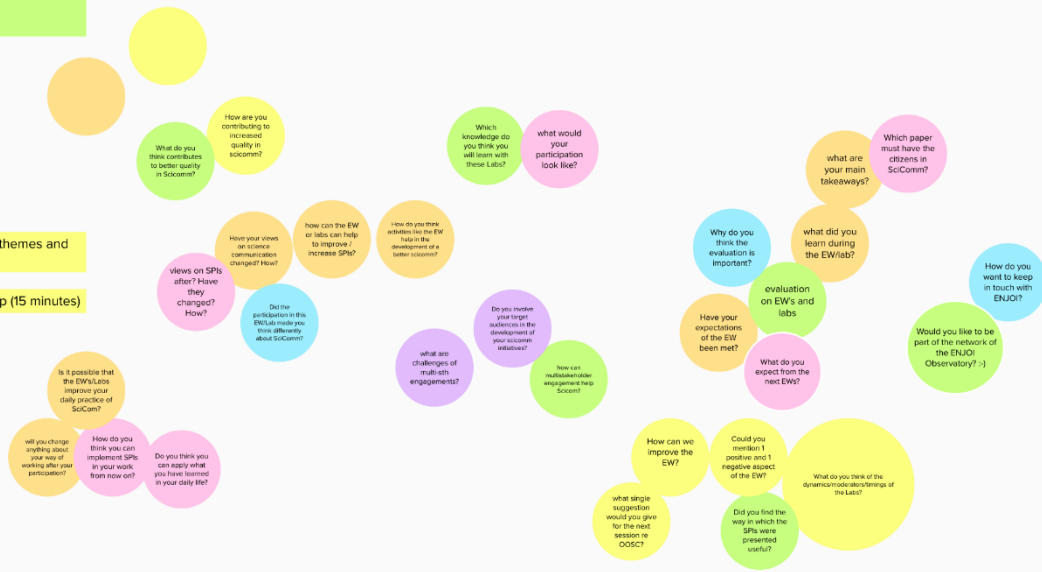 How are you
contributing to
increased
quality in
scicomm?
What do you
think contributes
to better quality
in Scicomm?
Which
knowledge do
you think you
will learn with
these Labs?
what would
your
participation
look like?
what are
your main
takeaways?
Which paper
must have the
citizens in
SciComm?
themes and
p (15 minutes)
Have your views
on science
communication
changed? How?
how can the EW
or labs can help
to improve /
increase SPIs?
How do you think
activities like the EW
help in the
development of a
better scicomm?
views on SPIs
after? Have
they
changed?
How?
Did the
participation in this
EW/Lab made you
think differently
about SciComm?
Why do you
think the
evaluation is
important?
what did you
learn during
the EW/lab?
evaluation
on EW's and
labs
Have your
expectations
of the EW
been met?
What do you
expect from the
next EWs?
How do you
want to keep
in touch with
ENJOI?
Would you like to be
part of the network of
the ENJOI
Observatory? :-)
Do you involve
your target
audiences in the
development of
your scicomm
initiatives?
what are
challenges of
multi-sth
engagements?
how can
multistakeholder
engagement help
Scicom?
Is it possible that
the EW's/Labs
improve your
daily practice of
SciCom?
will you change
anything about
your way of
working after your
participation?
How do you
think you can
implement SPIs
in your work
from now on?
Do you think you
can apply what
you have learned
in your daily life?
How can we
improve the
EW?
Could you
mention 1
positive and 1
negative aspect
of the EW?
What do you think of the
dynamics/moderators/timings of
the Labs?
what single
suggestion
would you give
for the next
session re
OOSC?
Did you find the
way in which the
SPIs were
presented
useful?